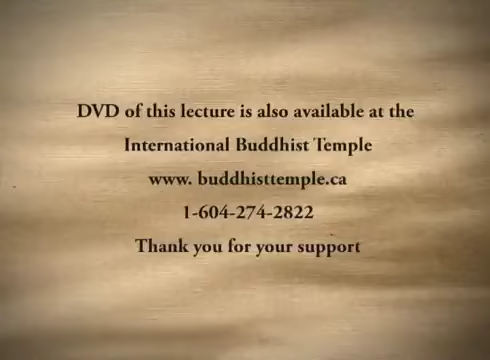 DVD of this lecture is also available at the
International Buddhist Temple
www. buddhisttemple.ca
1-604-274-2822
Thank you for your support